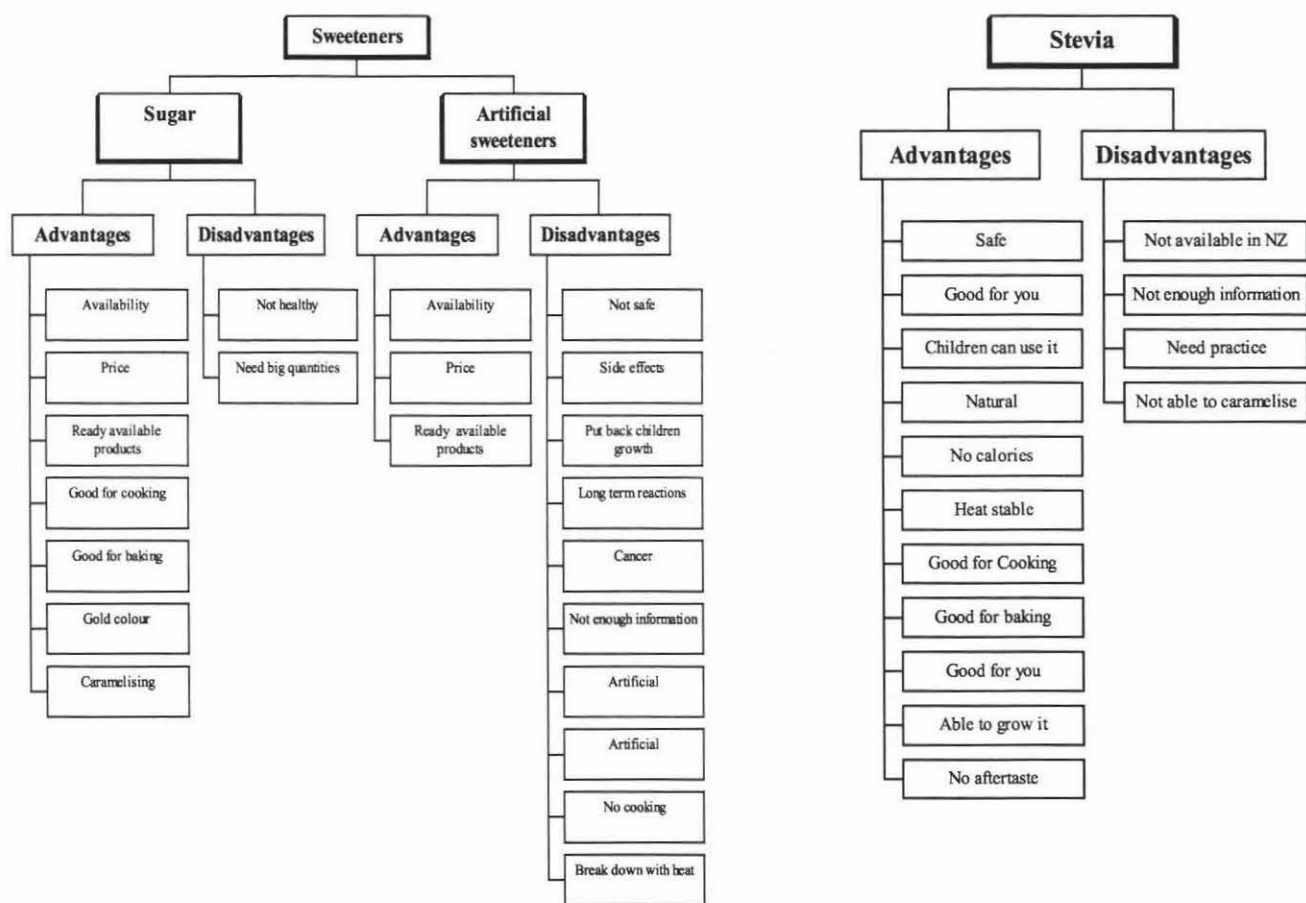 Sweeteners
Sugar
Artificial
sweeteners
Advantages
Disadvantages
Advantages
Disadvantages
Availability
Price
Ready available
products
Good for cooking
Good for baking
Gold colour
Caramelising
Not healthy
Need big quantities
Availability
Price
Ready available
products
Not safe
Side effects
Put back children
growth
Long term reactions
Cancer
Not enough information
Artificial
Artificial
No cooking
Break down with heat
Stevia
Advantages
Disadvantages
Safe
Good for you
Children can use it
Natural
No calories
Heat stable
Good for Cooking
Good for baking
Good for you
Able to grow it
No aftertaste
Not available in NZ
Not enough information
Need practice
Not able to caramelise